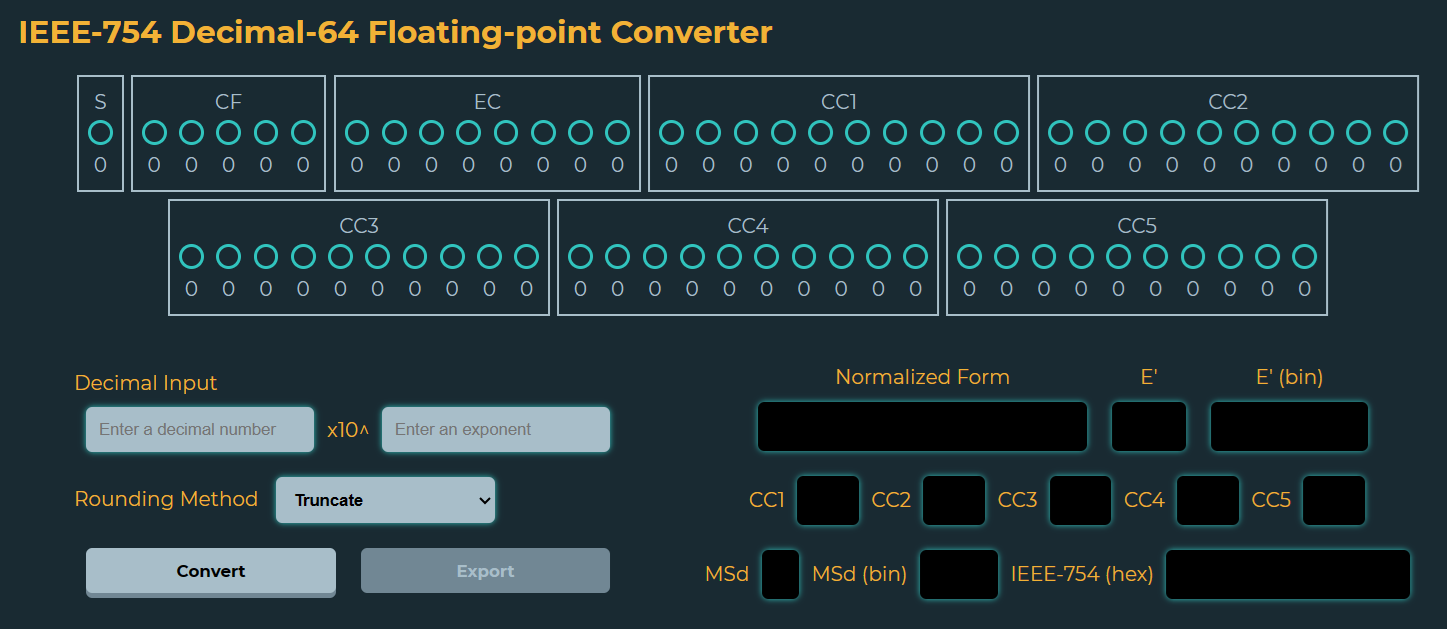 IEEE-754 Decimal-64 Floating-point Converter
S CF EC CC1 CC2
0 0 0 0 0 0 0 0 0 0 0 0 0 0 0 0 0 0 0 0 0 0 0 0 0 0 0 0 0 0 0 0 0 0
CC3 CC4 CC5
0 0 0 0 0 0 0 0 0 0 0 0 0 0 0 0 0 0 0 0 0 0 0 0 0 0 0 0 0 0
Decimal Input
Enter a decimal number x10^ Enter an exponent
Rounding Method Truncate
Convert Export
Normalized Form E' E' (bin)
CC1 CC2 CC3 CC4 CC5
MSd MSd (bin) IEEE-754 (hex)